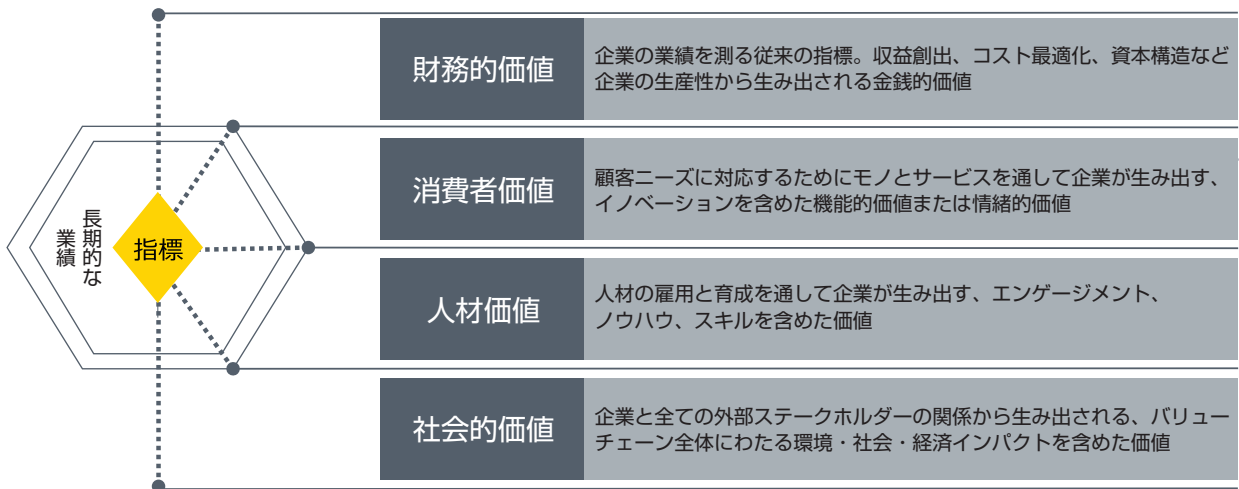 長期的な
業績
指標
財務的価値
企業の業績を測る従来の指標。収益創出、コスト最適化、資本構造など
企業の生産性から生み出される金銭的価値
消費者価値
顧客ニーズに対応するためにモノとサービスを通して企業が生み出す、
イノベーションを含めた機能的価値または情緒的価値
人材価値
人材の雇用と育成を通して企業が生み出す、エンゲージメント、
ノウハウ、スキルを含めた価値
社会的価値
企業と全ての外部ステークホルダーの関係から生み出される、バリュー
チェーン全体にわたる環境・社会・経済インパクトを含めた価値